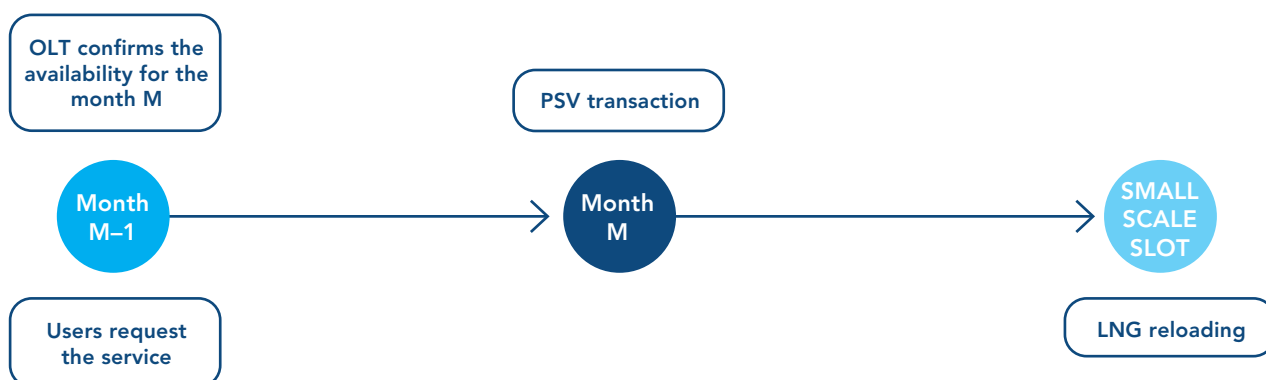 OLT confirms the
availability for the
month M
PSV transaction
Month
M–1
Month
M
SMALL
SCALE
SLOT
Users request
the service
LNG reloading